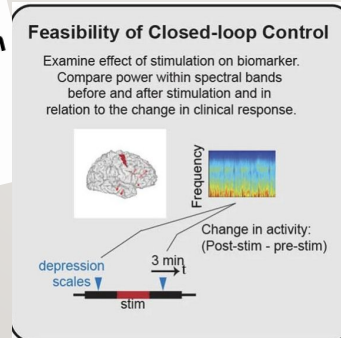 Feasibility of Closed-loop Control
Examine effect of stimulation on biomarker.
Compare power within spectral bands
before and after stimulation and in
relation to the change in clinical response.
Frequency
Change in activity:
(Post-stim - pre-stim)
depression
scales
3 min
t
stim